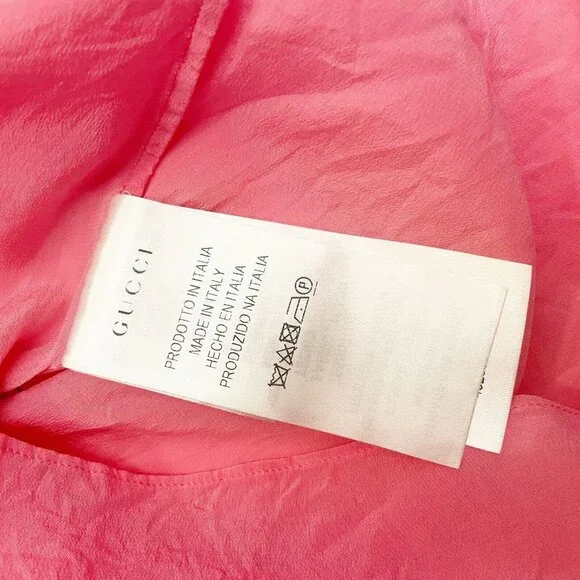 GUCCI
PRODOTTO IN ITALIA
MADE IN ITALY
HECHO EN ITALIA
PRODUZIDO NA ITALIA
P